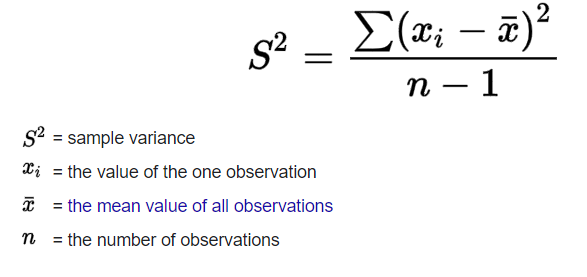 S² = ∑(xᵢ − x̄)² / n − 1
S² = sample variance
xᵢ = the value of the one observation
x̄ = the mean value of all observations
n = the number of observations